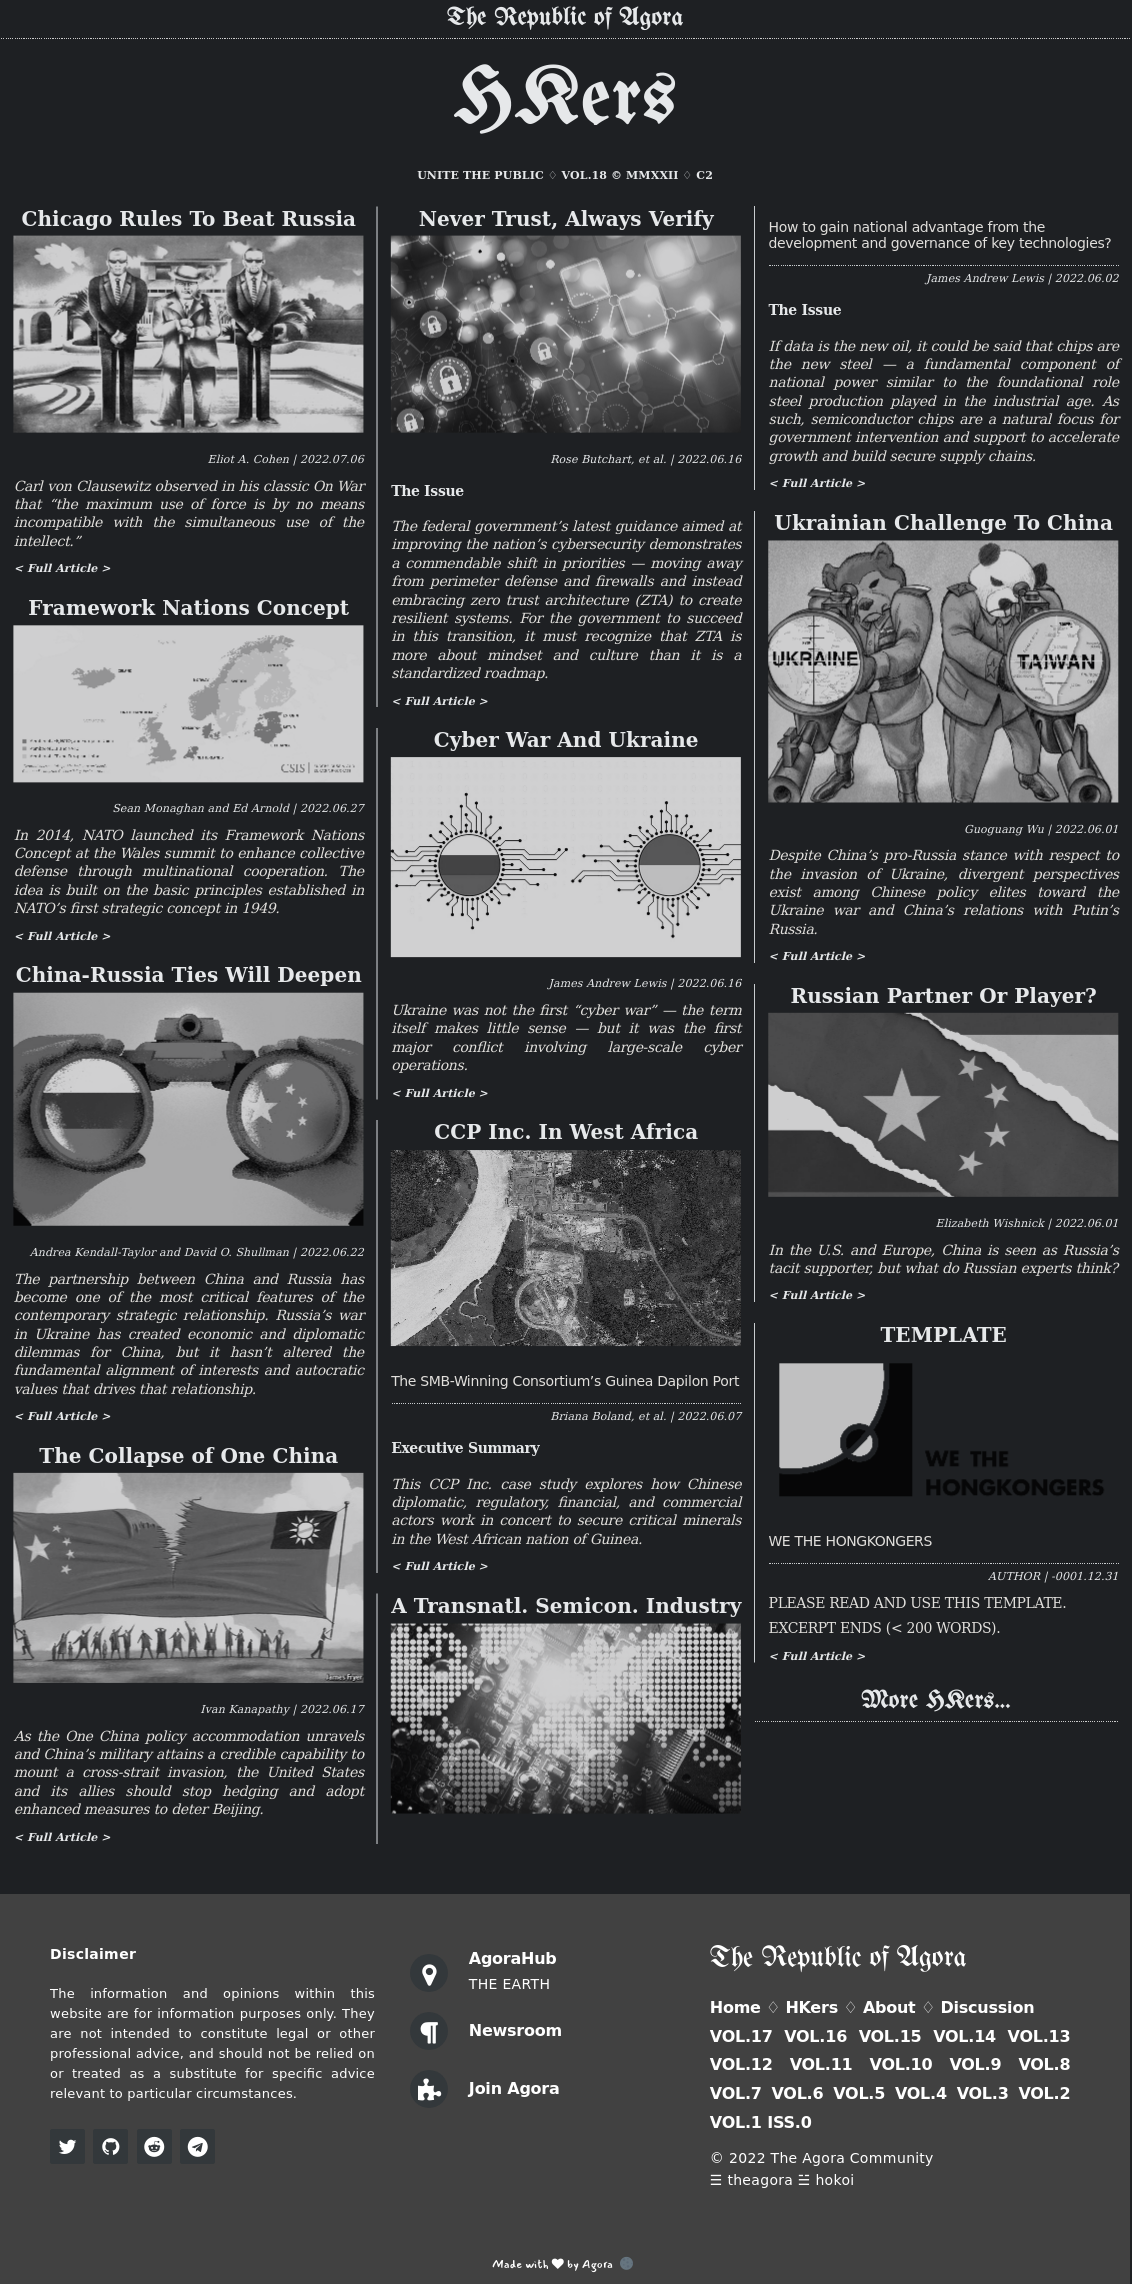 The Republic of Agora
HKers
UNITE THE PUBLIC ♢ VOL.18 © MMXXII ♢ C2
Chicago Rules To Beat Russia
Eliot A. Cohen | 2022.07.06
Carl von Clausewitz observed in his classic On War
that “the maximum use of force is by no means
incompatible with the simultaneous use of the
intellect.”
< Full Article >
Framework Nations Concept
CSIS
Sean Monaghan and Ed Arnold | 2022.06.27
In 2014, NATO launched its Framework Nations
Concept at the Wales summit to enhance collective
defense through multinational cooperation. The
idea is built on the basic principles established in
NATO’s first strategic concept in 1949.
< Full Article >
China-Russia Ties Will Deepen
Andrea Kendall-Taylor and David O. Shullman | 2022.06.22
The partnership between China and Russia has
become one of the most critical features of the
contemporary strategic relationship. Russia’s war
in Ukraine has created economic and diplomatic
dilemmas for China, but it hasn’t altered the
fundamental alignment of interests and autocratic
values that drives that relationship.
< Full Article >
The Collapse of One China
James Fryer
Ivan Kanapathy | 2022.06.17
As the One China policy accommodation unravels
and China’s military attains a credible capability to
mount a cross-strait invasion, the United States
and its allies should stop hedging and adopt
enhanced measures to deter Beijing.
< Full Article >
Never Trust, Always Verify
Rose Butchart, et al. | 2022.06.16
The Issue
The federal government’s latest guidance aimed at
improving the nation’s cybersecurity demonstrates
a commendable shift in priorities — moving away
from perimeter defense and firewalls and instead
embracing zero trust architecture (ZTA) to create
resilient systems. For the government to succeed
in this transition, it must recognize that ZTA is
more about mindset and culture than it is a
standardized roadmap.
< Full Article >
Cyber War And Ukraine
James Andrew Lewis | 2022.06.16
Ukraine was not the first “cyber war” — the term
itself makes little sense — but it was the first
major conflict involving large-scale cyber
operations.
< Full Article >
CCP Inc. In West Africa
The SMB-Winning Consortium’s Guinea Dapilon Port
Briana Boland, et al. | 2022.06.07
Executive Summary
This CCP Inc. case study explores how Chinese
diplomatic, regulatory, financial, and commercial
actors work in concert to secure critical minerals
in the West African nation of Guinea.
< Full Article >
A Transnatl. Semicon. Industry
How to gain national advantage from the
development and governance of key technologies?
James Andrew Lewis | 2022.06.02
The Issue
If data is the new oil, it could be said that chips are
the new steel — a fundamental component of
national power similar to the foundational role
steel production played in the industrial age. As
such, semiconductor chips are a natural focus for
government intervention and support to accelerate
growth and build secure supply chains.
< Full Article >
Ukrainian Challenge To China
UKRAINE
TAIWAN
Guoguang Wu | 2022.06.01
Despite China’s pro-Russia stance with respect to
the invasion of Ukraine, divergent perspectives
exist among Chinese policy elites toward the
Ukraine war and China’s relations with Putin’s
Russia.
< Full Article >
Russian Partner Or Player?
Elizabeth Wishnick | 2022.06.01
In the U.S. and Europe, China is seen as Russia’s
tacit supporter, but what do Russian experts think?
< Full Article >
TEMPLATE
WE THE
HONGKONGERS
WE THE HONGKONGERS
AUTHOR | -0001.12.31
PLEASE READ AND USE THIS TEMPLATE.
EXCERPT ENDS (< 200 WORDS).
< Full Article >
More HKers...
Disclaimer
The information and opinions within this
website are for information purposes only. They
are not intended to constitute legal or other
professional advice, and should not be relied on
or treated as a substitute for specific advice
relevant to particular circumstances.
AgoraHub
THE EARTH
Newsroom
Join Agora
The Republic of Agora
Home ♢ HKers ♢ About ♢ Discussion
VOL.17 VOL.16 VOL.15 VOL.14 VOL.13
VOL.12 VOL.11 VOL.10 VOL.9 VOL.8
VOL.7 VOL.6 VOL.5 VOL.4 VOL.3 VOL.2
VOL.1 ISS.0
© 2022 The Agora Community
☰ theagora ☱ hokoi
Made with ♥ by Agora